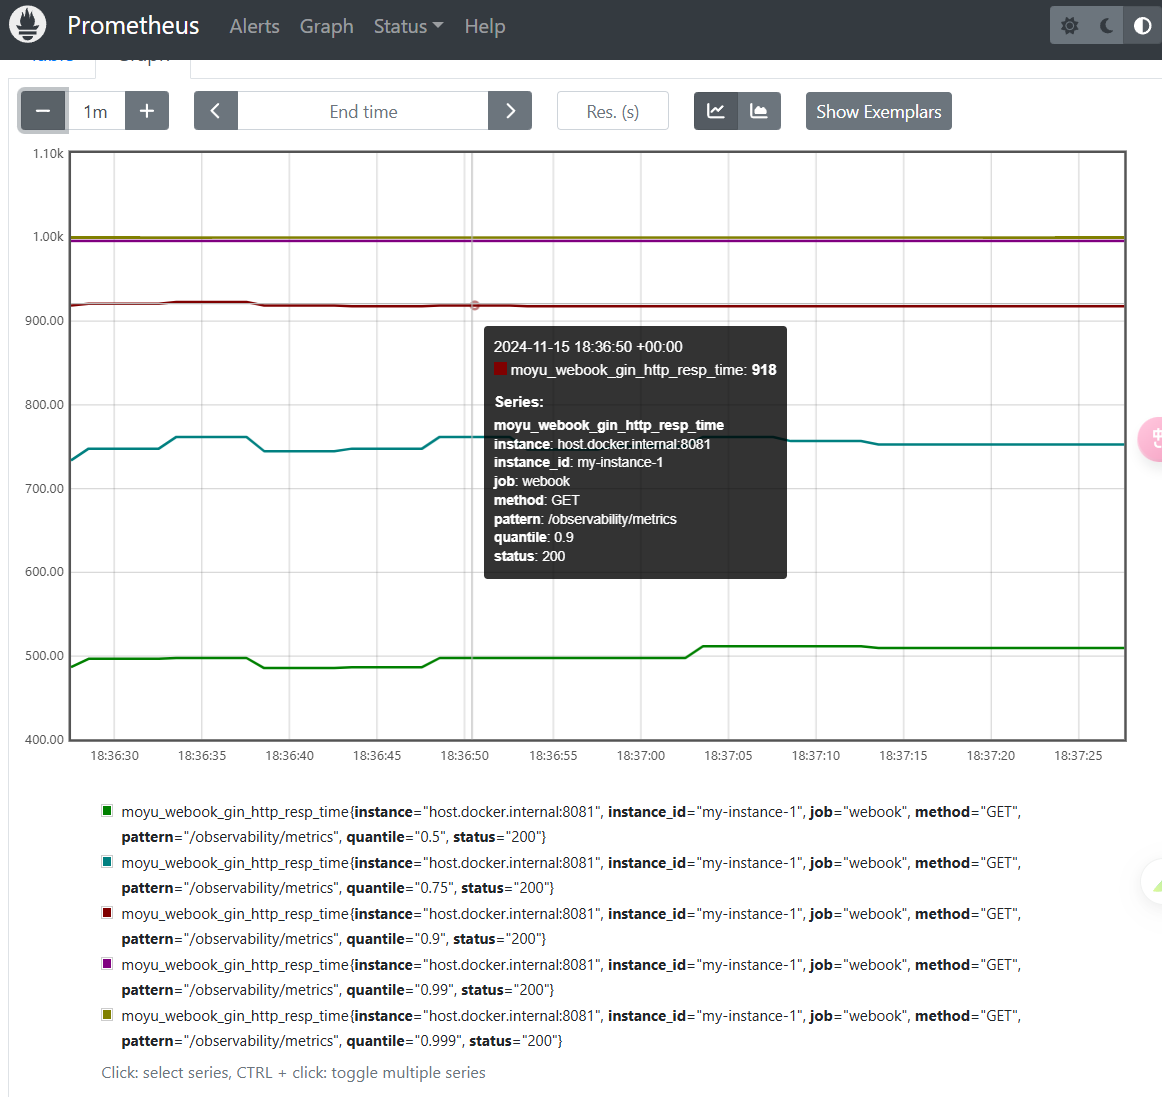 Prometheus Alerts Graph Status Help
Table Graph
1m End time Res. (s) Show Exemplars
1.10k
1.00k
900.00
800.00
700.00
600.00
500.00
400.00
2024-11-15 18:36:50 +00:00
moyu_webook_gin_http_resp_time: 918
Series:
moyu_webook_gin_http_resp_time
instance: host.docker.internal:8081
instance_id: my-instance-1
job: webook
method: GET
pattern: /observability/metrics
quantile: 0.9
status: 200
18:36:30 18:36:35 18:36:40 18:36:45 18:36:50 18:36:55 18:37:00 18:37:05 18:37:10 18:37:15 18:37:20 18:37:25
moyu_webook_gin_http_resp_time{instance="host.docker.internal:8081", instance_id="my-instance-1", job="webook", method="GET",
pattern="/observability/metrics", quantile="0.5", status="200"}
moyu_webook_gin_http_resp_time{instance="host.docker.internal:8081", instance_id="my-instance-1", job="webook", method="GET",
pattern="/observability/metrics", quantile="0.75", status="200"}
moyu_webook_gin_http_resp_time{instance="host.docker.internal:8081", instance_id="my-instance-1", job="webook", method="GET",
pattern="/observability/metrics", quantile="0.9", status="200"}
moyu_webook_gin_http_resp_time{instance="host.docker.internal:8081", instance_id="my-instance-1", job="webook", method="GET",
pattern="/observability/metrics", quantile="0.99", status="200"}
moyu_webook_gin_http_resp_time{instance="host.docker.internal:8081", instance_id="my-instance-1", job="webook", method="GET",
pattern="/observability/metrics", quantile="0.999", status="200"}
Click: select series, CTRL + click: toggle multiple series